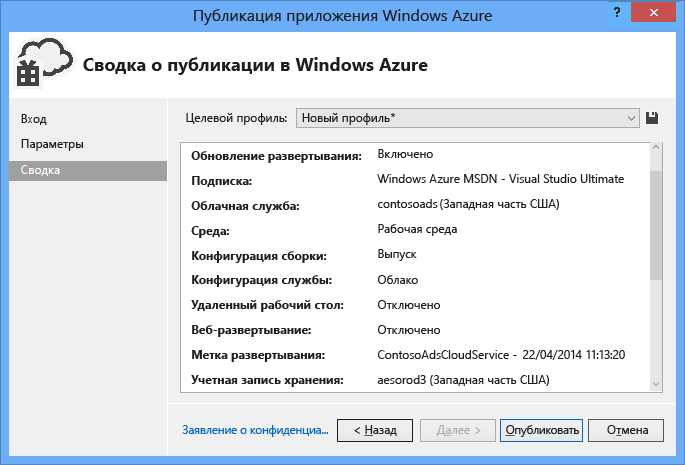 Публикация приложения Windows Azure
? ×
Сводка о публикации в Windows Azure
Вход
Параметры
Сводка
Целевой профиль: Новый профиль*
Обновление развертывания: Включено
Подписка: Windows Azure MSDN - Visual Studio Ultimate
Облачная служба: contosoads (Западная часть США)
Среда: Рабочая среда
Конфигурация сборки: Выпуск
Конфигурация службы: Облако
Удаленный рабочий стол: Отключено
Веб-развертывание: Отключено
Метка развертывания: ContosoAdsCloudService - 22/04/2014 11:13:20
Учетная запись хранения: aesorod3 (Западная часть США)
Заявление о конфиденциа... < Назад Далее > Опубликовать Отмена